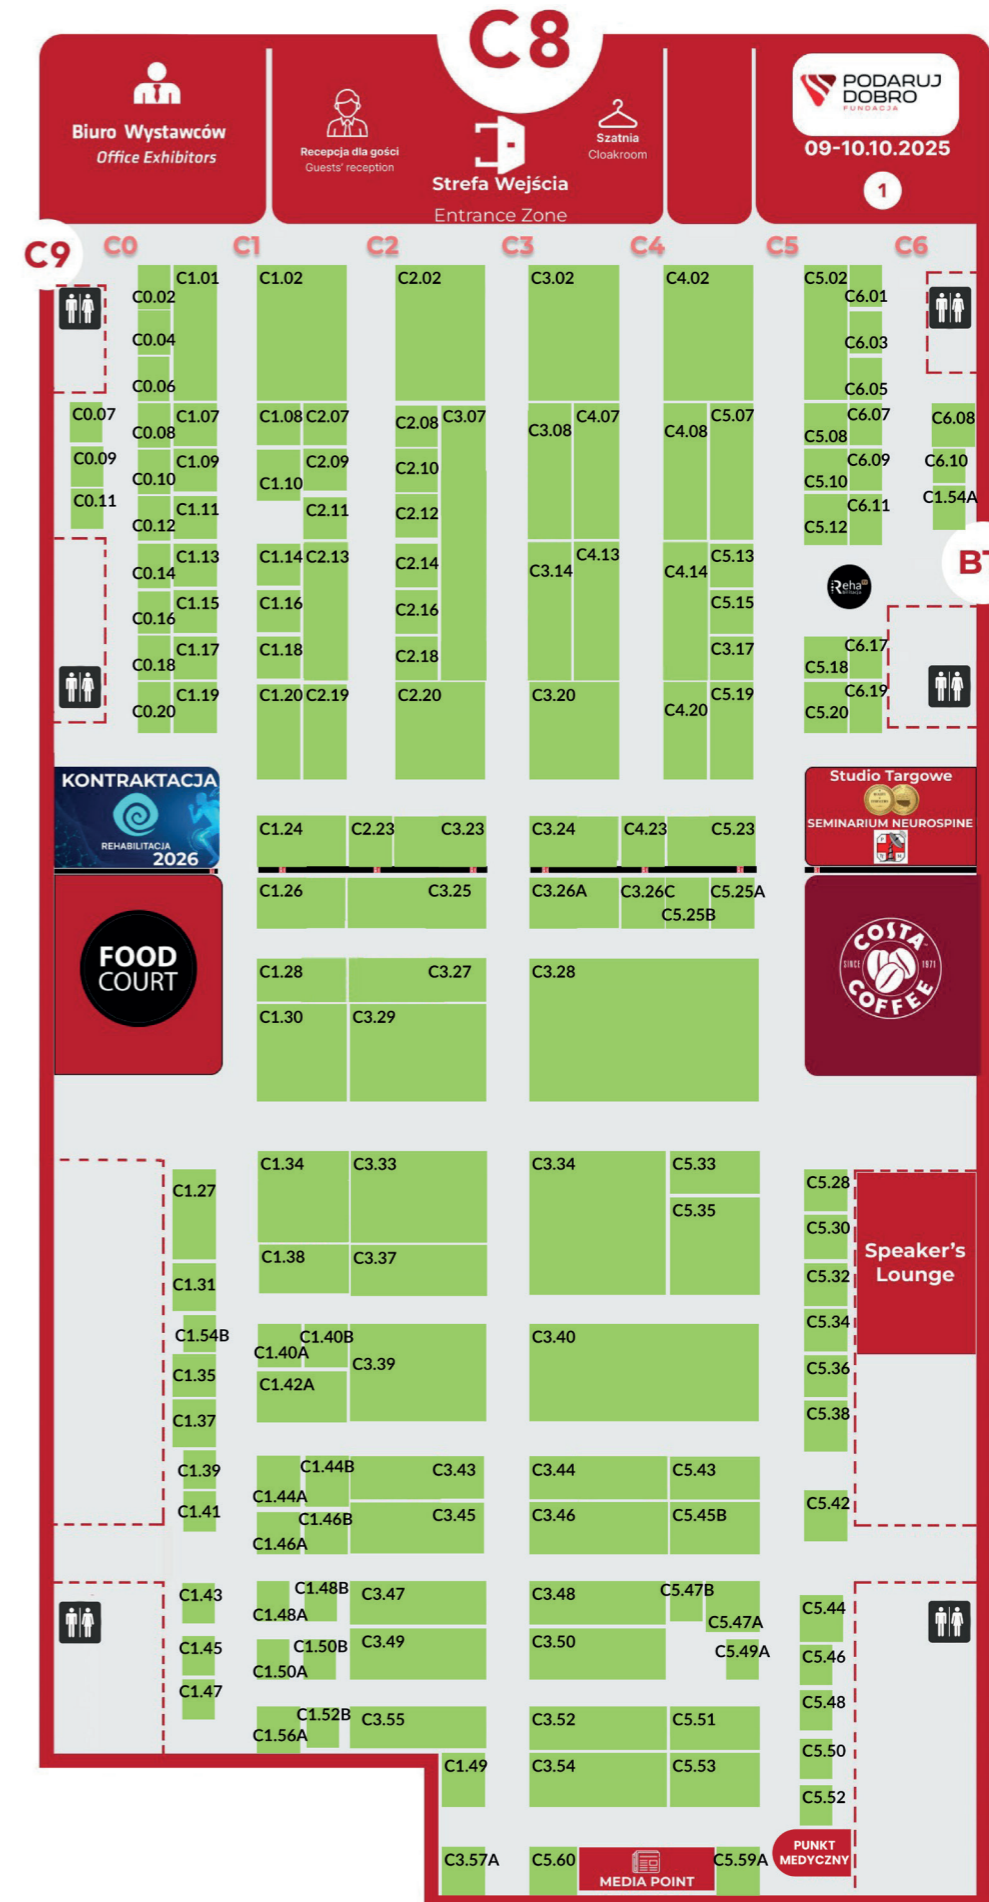 C8
Biuro Wystawców
Office Exhibitors
Recepcja dla gości
Guests' reception
Strefa Wejścia
Entrance Zone
Szatnia
Cloakroom
PODARUJ
DOBRO
FUNDACJA
09-10.10.2025
1
C9
C0 C1 C2 C3 C4 C5 C6
C1.01 C1.02 C2.02 C3.02 C4.02 C5.02
C0.02 C6.01
C0.04 C6.03
C0.06 C6.05
C0.07 C1.07 C1.08 C2.07 C2.08 C3.07 C4.07 C5.07 C6.07 C6.08
C0.08 C3.08 C4.08 C5.08
C0.09 C1.09 C2.09 C2.10 C6.09 C6.10
C0.10 C1.10 C5.10
C0.11 C1.11 C2.11 C2.12 C6.11 C1.54A
C0.12 C5.12
C1.13 C1.14 C2.13 C2.14 C4.13 C5.13 B
C0.14 C3.14 C4.14
Reha
C1.15 C1.16 C2.16 C5.15
C0.16
C1.17 C1.18 C2.18 C3.17 C6.17
C0.18 C5.18
C1.19 C1.20 C2.19 C2.20 C3.20 C5.19 C6.19
C0.20 C4.20 C5.20
KONTRAKTACJA
REHABILITACJA
2026
Studio Targowe
SEMINARIUM NEUROSPINE
C1.24 C2.23 C3.23 C3.24 C4.23 C5.23
C1.26 C3.25 C3.26A C3.26C C5.25A
C5.25B
FOOD
COURT
COSTA
SINCE 1971
COFFEE
C1.28 C3.27 C3.28
C1.30 C3.29
C1.34 C3.33 C3.34 C5.33
C1.27 C5.28
C5.35
C5.30
Speaker's
Lounge
C1.38 C3.37
C1.31 C5.32
C1.54B C1.40B C3.40 C5.34
C1.40A C3.39
C1.35 C1.42A C5.36
C1.37 C5.38
C1.39 C1.44B C3.43 C3.44 C5.43
C1.44A C5.42
C1.41 C1.46B C3.45 C3.46 C5.45B
C1.46A
C1.43 C1.48B C3.47 C3.48 C5.47B
C1.48A C5.47A C5.44
C1.45 C1.50B C3.49 C3.50 C5.49A C5.46
C1.50A
C1.47 C5.48
C1.52B C3.55 C3.52 C5.51
C1.56A C5.50
C1.49 C3.54 C5.53
C5.52
PUNKT
MEDYCZNY
C3.57A C5.60 C5.59A
MEDIA POINT